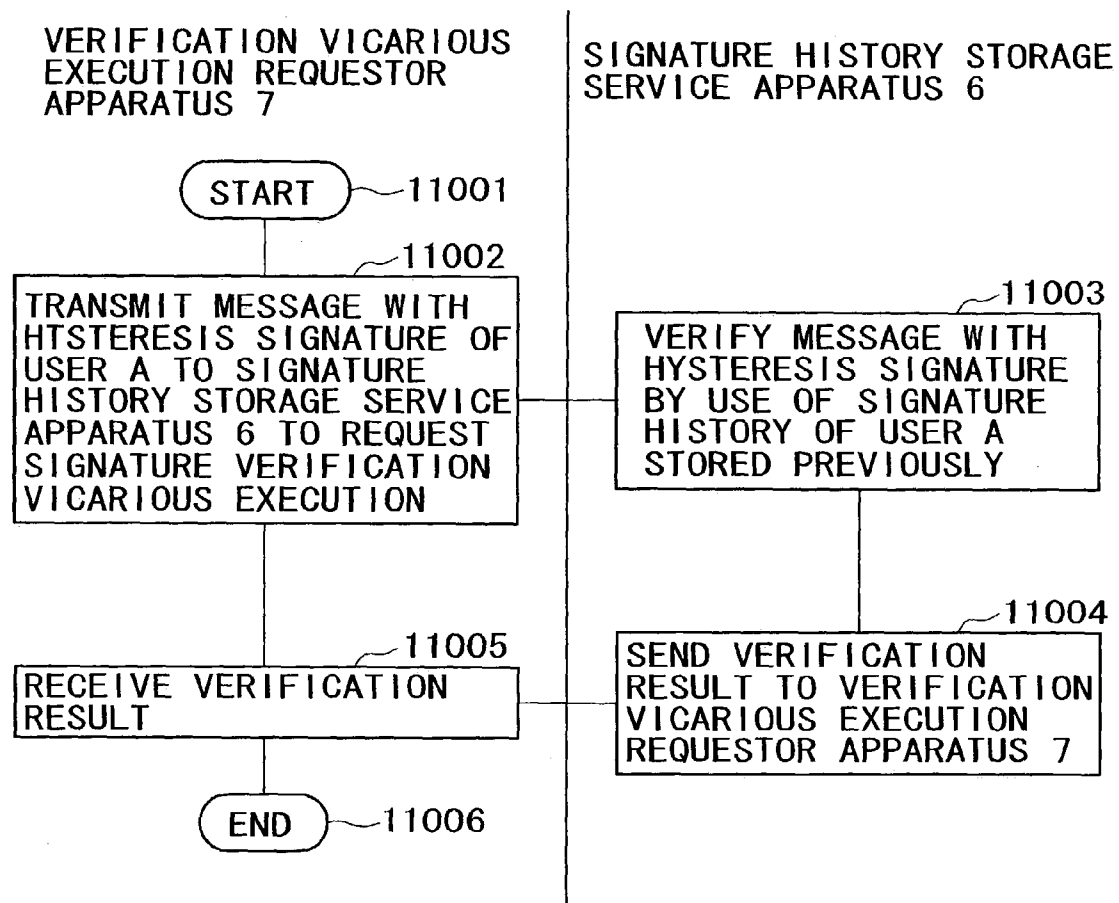 VERIFICATION VICARIOUS
EXECUTION REQUESTOR
APPARATUS 7
SIGNATURE HISTORY STORAGE
SERVICE APPARATUS 6
START
11001
11002
TRANSMIT MESSAGE WITH
HTSTERESIS SIGNATURE OF
USER A TO SIGNATURE
HISTORY STORAGE SERVICE
APPARATUS 6 TO REQUEST
SIGNATURE VERIFICATION
VICARIOUS EXECUTION
11003
VERIFY MESSAGE WITH
HYSTERESIS SIGNATURE
BY USE OF SIGNATURE
HISTORY OF USER A
STORED PREVIOUSLY
11004
SEND VERIFICATION
RESULT TO VERIFICATION
VICARIOUS EXECUTION
REQUESTOR APPARATUS 7
11005
RECEIVE VERIFICATION
RESULT
END
11006